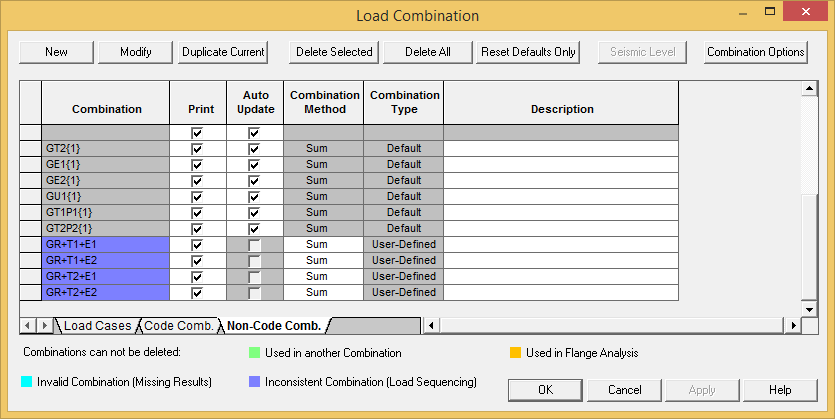 Load Combination
New Modify Duplicate Current Delete Selected Delete All Reset Defaults Only Seismic Level Combination Options
Combination Print Auto Update Combination Method Combination Type Description
GT2{1} Sum Default
GE1{1} Sum Default
GE2{1} Sum Default
GU1{1} Sum Default
GT1P1{1} Sum Default
GT2P2{1} Sum Default
GR+T1+E1 Sum User-Defined
GR+T1+E2 Sum User-Defined
GR+T2+E1 Sum User-Defined
GR+T2+E2 Sum User-Defined
Load Cases Code Comb. Non-Code Comb.
Combinations can not be deleted: Used in another Combination Used in Flange Analysis
Invalid Combination (Missing Results) Inconsistent Combination (Load Sequencing)
OK Cancel Apply Help